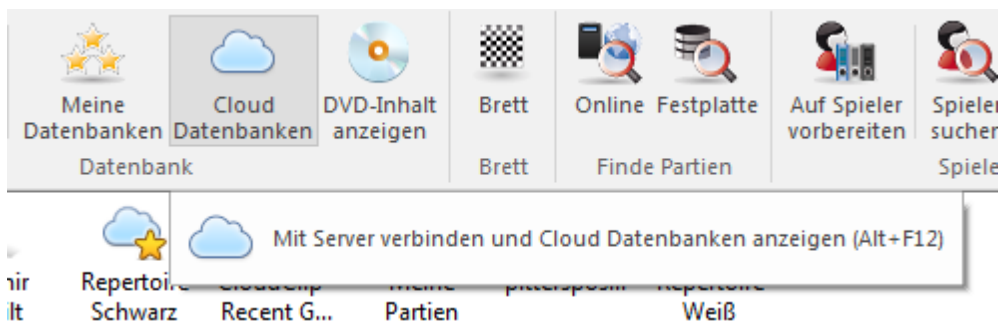 Meine Datenbanken
Cloud Datenbanken
DVD-Inhalt anzeigen
Brett
Online
Festplatte
Auf Spieler vorbereiten
Datenbank
Brett
Finde Partien
Mit Server verbinden und Cloud Datenbanken anzeigen (Alt+F12)
Repertoire
Schwarz
Recent G...
Partien
Weiß